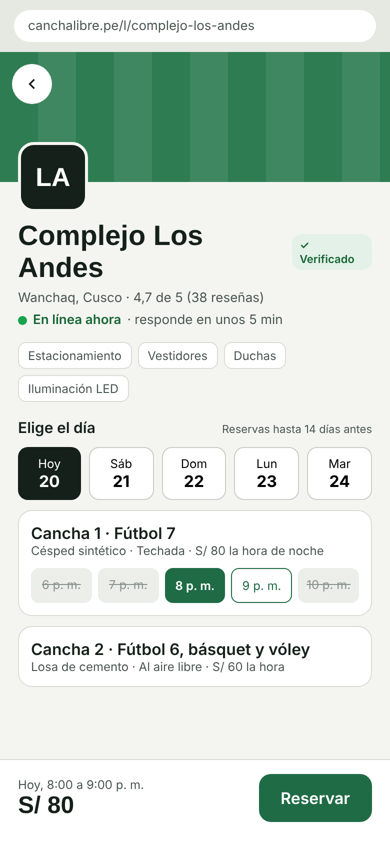 canchalibre.pe/l/complejo-los-andes
LA
Complejo Los
Andes
✓
Verificado
Wanchaq, Cusco · 4,7 de 5 (38 reseñas)
En línea ahora · responde en unos 5 min
Estacionamiento
Vestidores
Duchas
Iluminación LED
Elige el día
Reservas hasta 14 días antes
Hoy
20
Sáb
21
Dom
22
Lun
23
Mar
24
Cancha 1 · Fútbol 7
Césped sintético · Techada · S/ 80 la hora de noche
6 p. m.
7 p. m.
8 p. m.
9 p. m.
10 p. m.
Cancha 2 · Fútbol 6, básquet y vóley
Losa de cemento · Al aire libre · S/ 60 la hora
Hoy, 8:00 a 9:00 p. m.
S/ 80
Reservar